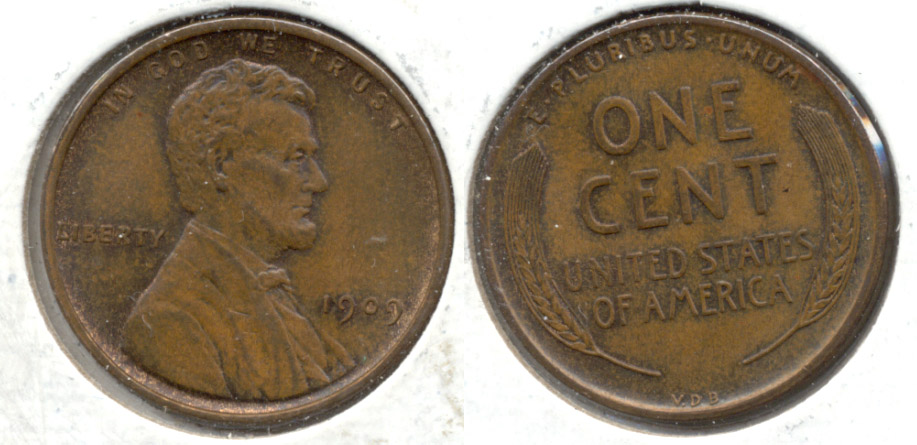 IN GOD WE TRUST
LIBERTY
1909
E·PLURIBUS·UNUM
ONE
CENT
UNITED STATES
OF AMERICA
V.D.B.